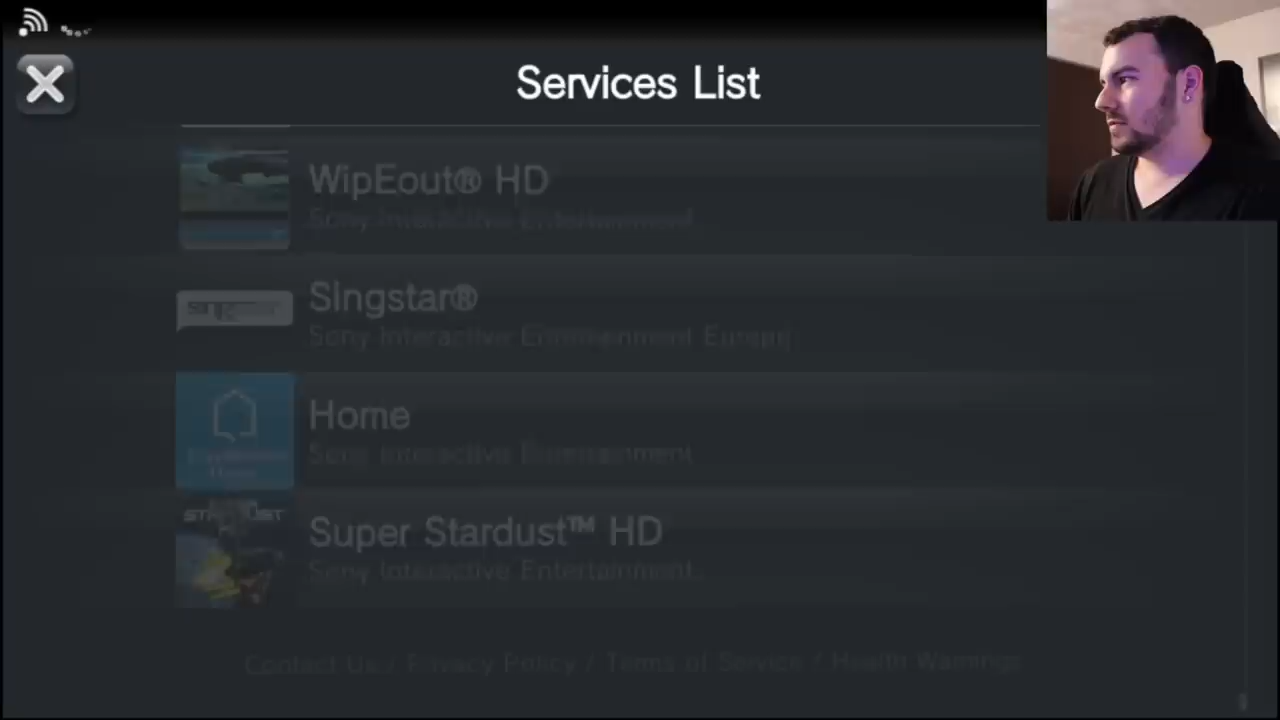 Services List
WipEout® HD
Sony Interactive Entertainment
Singstar®
Sony Interactive Entertainment
Home
Sony Interactive Entertainment
Super Stardust™ HD
Sony Interactive Entertainment
Contact Us / Privacy Policy / Terms of Service / Health Warnings